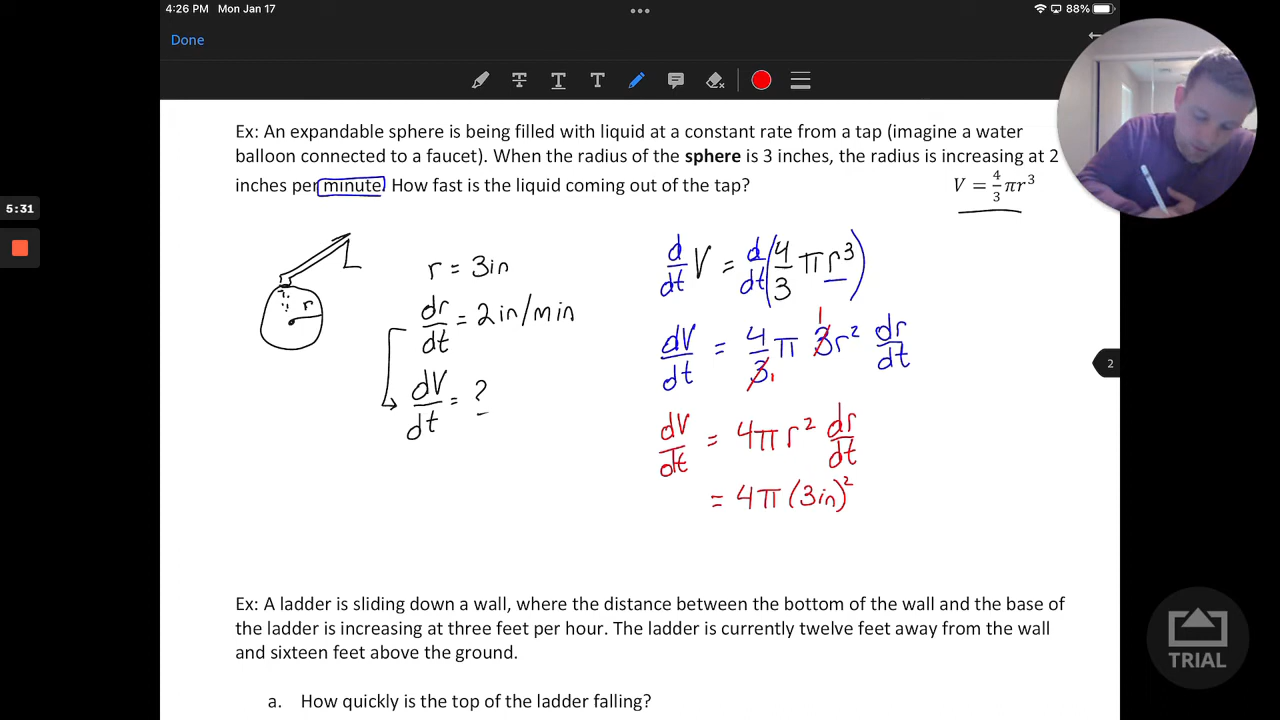 4:26 PM Mon Jan 17
88%
Done
5:31
Ex: An expandable sphere is being filled with liquid at a constant rate from a tap (imagine a water
balloon connected to a faucet). When the radius of the sphere is 3 inches, the radius is increasing at 2
inches per minute. How fast is the liquid coming out of the tap?
V = 4/3 πr³
r
r = 3in
dr/dt = 2in/min
dV/dt = ?
d/dt V = d/dt (4/3 π r³)
dV/dt = 4/3 π 3r² dr/dt
1
1
dV/dt = 4πr² dr/dt
= 4π(3in)²
2
Ex: A ladder is sliding down a wall, where the distance between the bottom of the wall and the base of
the ladder is increasing at three feet per hour. The ladder is currently twelve feet away from the wall
and sixteen feet above the ground.
a. How quickly is the top of the ladder falling?
TRIAL